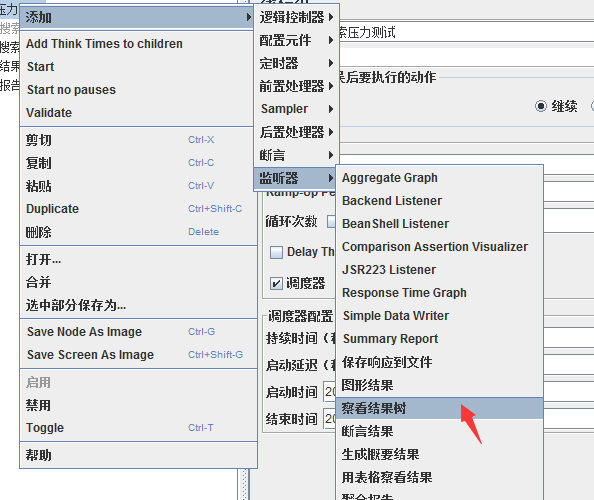 压力
搜索
搜索
结果
报告
添加
Add Think Times to children
Start
Start no pauses
Validate
剪切 Ctrl-X
复制 Ctrl-C
粘贴 Ctrl-V
Duplicate Ctrl+Shift-C
删除 Delete
打开...
合并
选中部分保存为...
Save Node As Image Ctrl-G
Save Screen As Image Ctrl+Shift-G
启用
禁用
Toggle Ctrl-T
帮助
逻辑控制器
配置元件
定时器
前置处理器
Sampler
后置处理器
断言
监听器
Aggregate Graph
Backend Listener
BeanShell Listener
Comparison Assertion Visualizer
JSR223 Listener
Response Time Graph
Simple Data Writer
Summary Report
保存响应到文件
图形结果
察看结果树
断言结果
生成概要结果
用表格察看结果
聚合报告
索压力测试
后要执行的动作
继续
Ramp-Up Pe
循环次数
Delay Th
调度器
调度器配置
持续时间（
启动延迟（
启动时间 20
结束时间 20